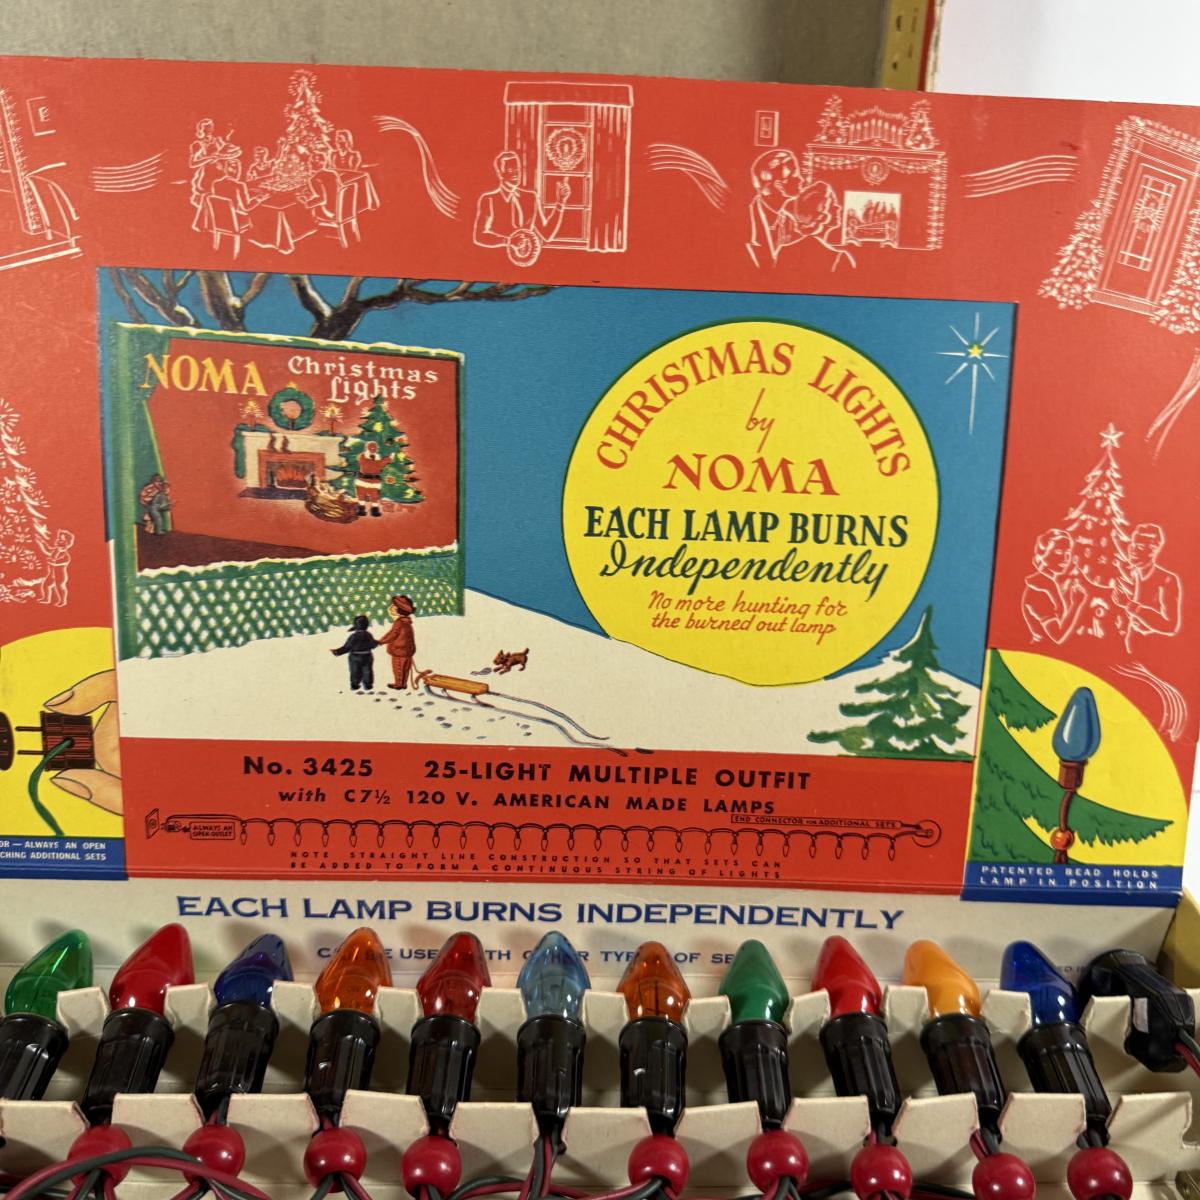 NOMA Christmas
Lights
CHRISTMAS LIGHTS
by
NOMA
EACH LAMP BURNS
Independently
No more hunting for
the burned out lamp
No. 3425 25-LIGHT MULTIPLE OUTFIT
with C7½ 120 V. AMERICAN MADE LAMPS
ALWAYS AN
OPEN OUTLET
END CONNECTOR FOR ADDITIONAL SETS
NOTE STRAIGHT LINE CONSTRUCTION SO THAT SETS CAN
BE ADDED TO FORM A CONTINUOUS STRING OF LIGHTS
OR — ALWAYS AN OPEN
CHING ADDITIONAL SETS
PATENTED BEAD HOLDS
LAMP IN POSITION
EACH LAMP BURNS INDEPENDENTLY
USE OF